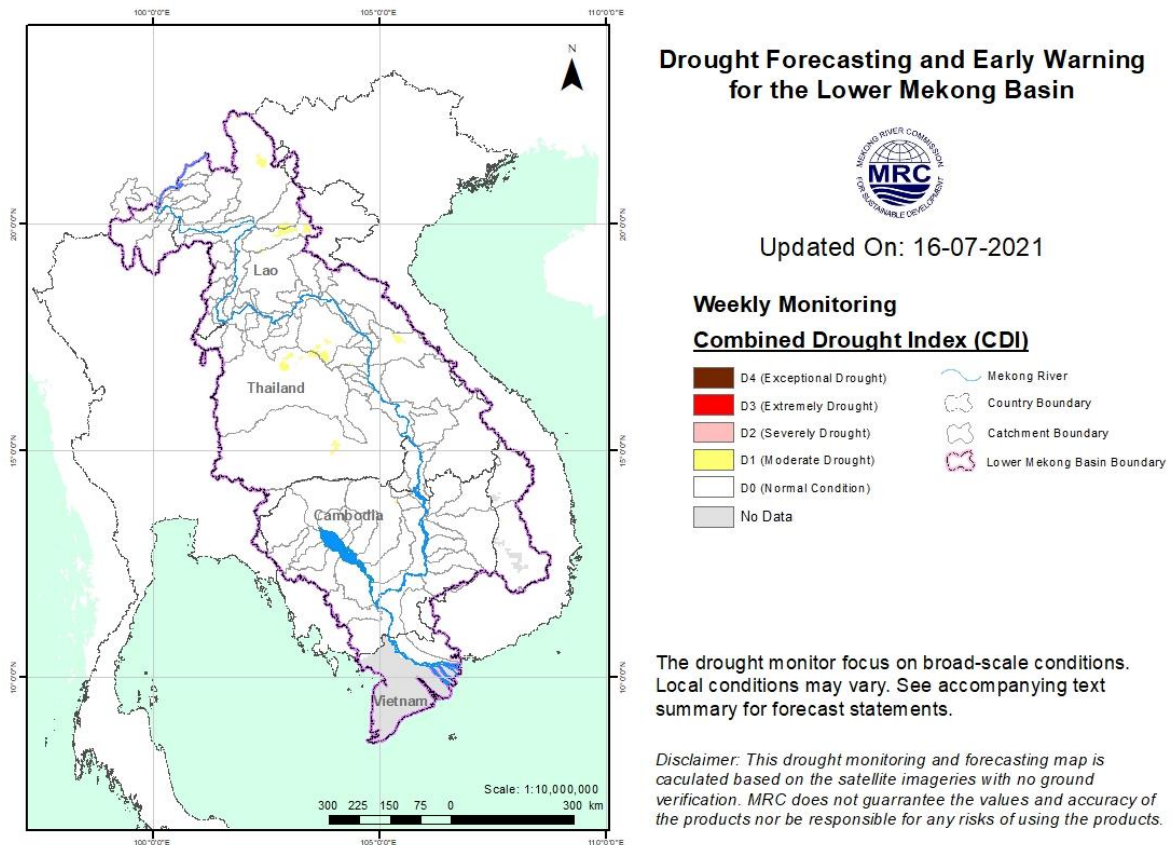 100°0'0"E
105°0'0"E
110°0'0"E
N
20°0'0"N
20°0'0"N
15°0'0"N
15°0'0"N
10°0'0"N
10°0'0"N
Lao
Thailand
Cambodia
Vietnam
Scale: 1:10,000,000
300 225 150 75 0 300 km
100°0'0"E
105°0'0"E
110°0'0"E
Drought Forecasting and Early Warning
for the Lower Mekong Basin
MEKONG RIVER COMMISSION
MRC
FOR SUSTAINABLE DEVELOPMENT
Updated On: 16-07-2021
Weekly Monitoring
Combined Drought Index (CDI)
D4 (Exceptional Drought)
D3 (Extremely Drought)
D2 (Severely Drought)
D1 (Moderate Drought)
D0 (Normal Condition)
No Data
Mekong River
Country Boundary
Catchment Boundary
Lower Mekong Basin Boundary
The drought monitor focus on broad-scale conditions.
Local conditions may vary. See accompanying text
summary for forecast statements.
Disclaimer: This drought monitoring and forecasting map is
caculated based on the satellite imageries with no ground
verification. MRC does not guarrantee the values and accuracy of
the products nor be responsible for any risks of using the products.